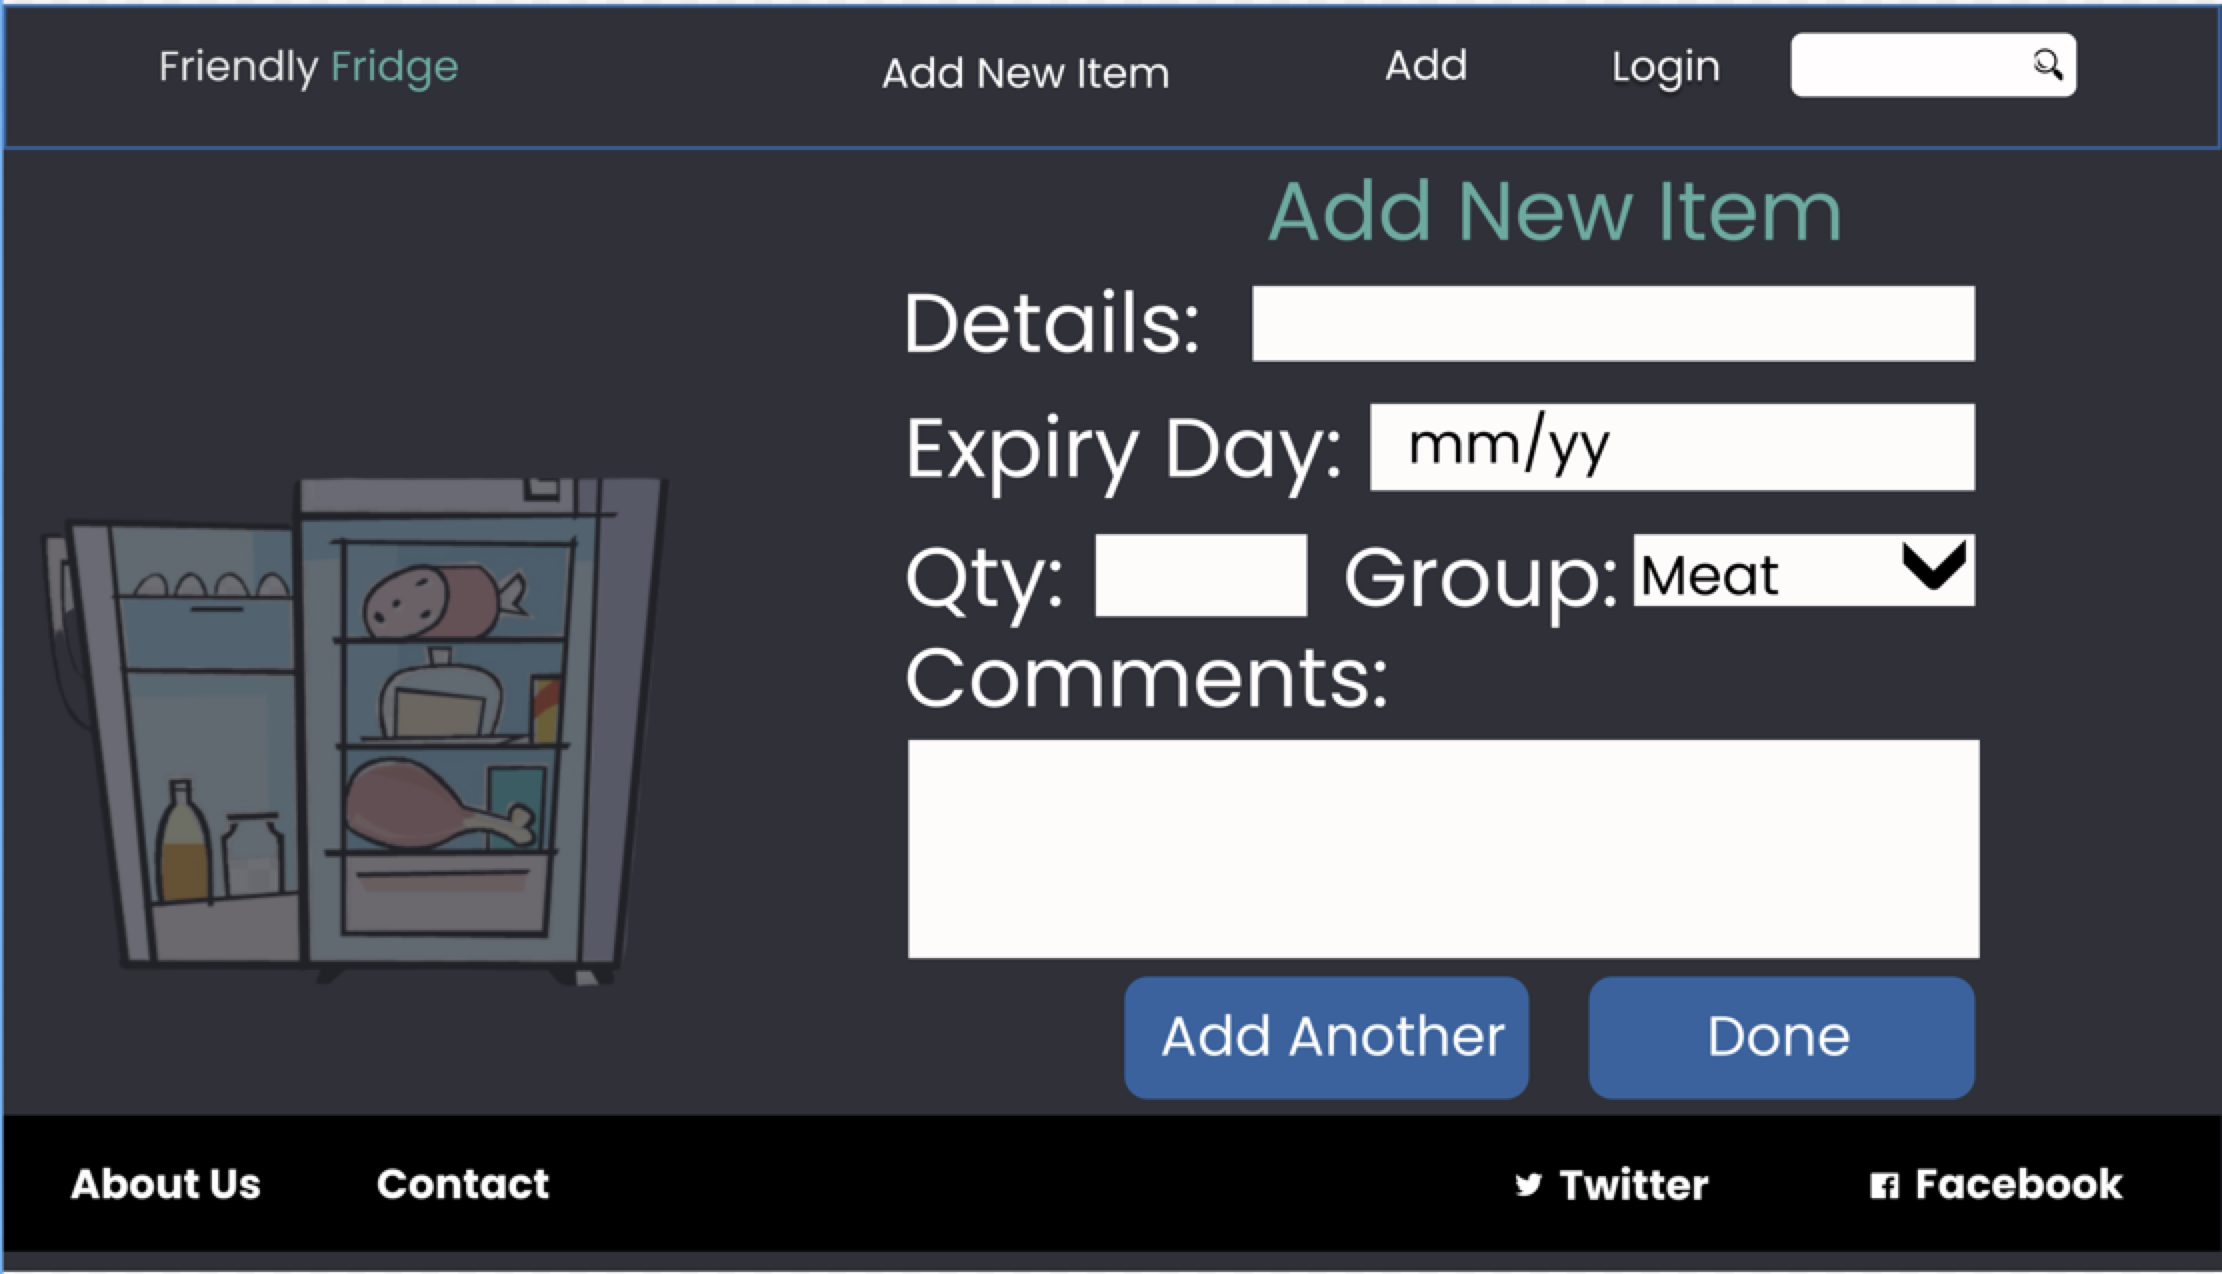 Friendly Fridge
Add New Item
Add
Login
Add New Item
Details:
Expiry Day: mm/yy
Qty:
Group: Meat
Comments:
Add Another
Done
About Us
Contact
Twitter
Facebook